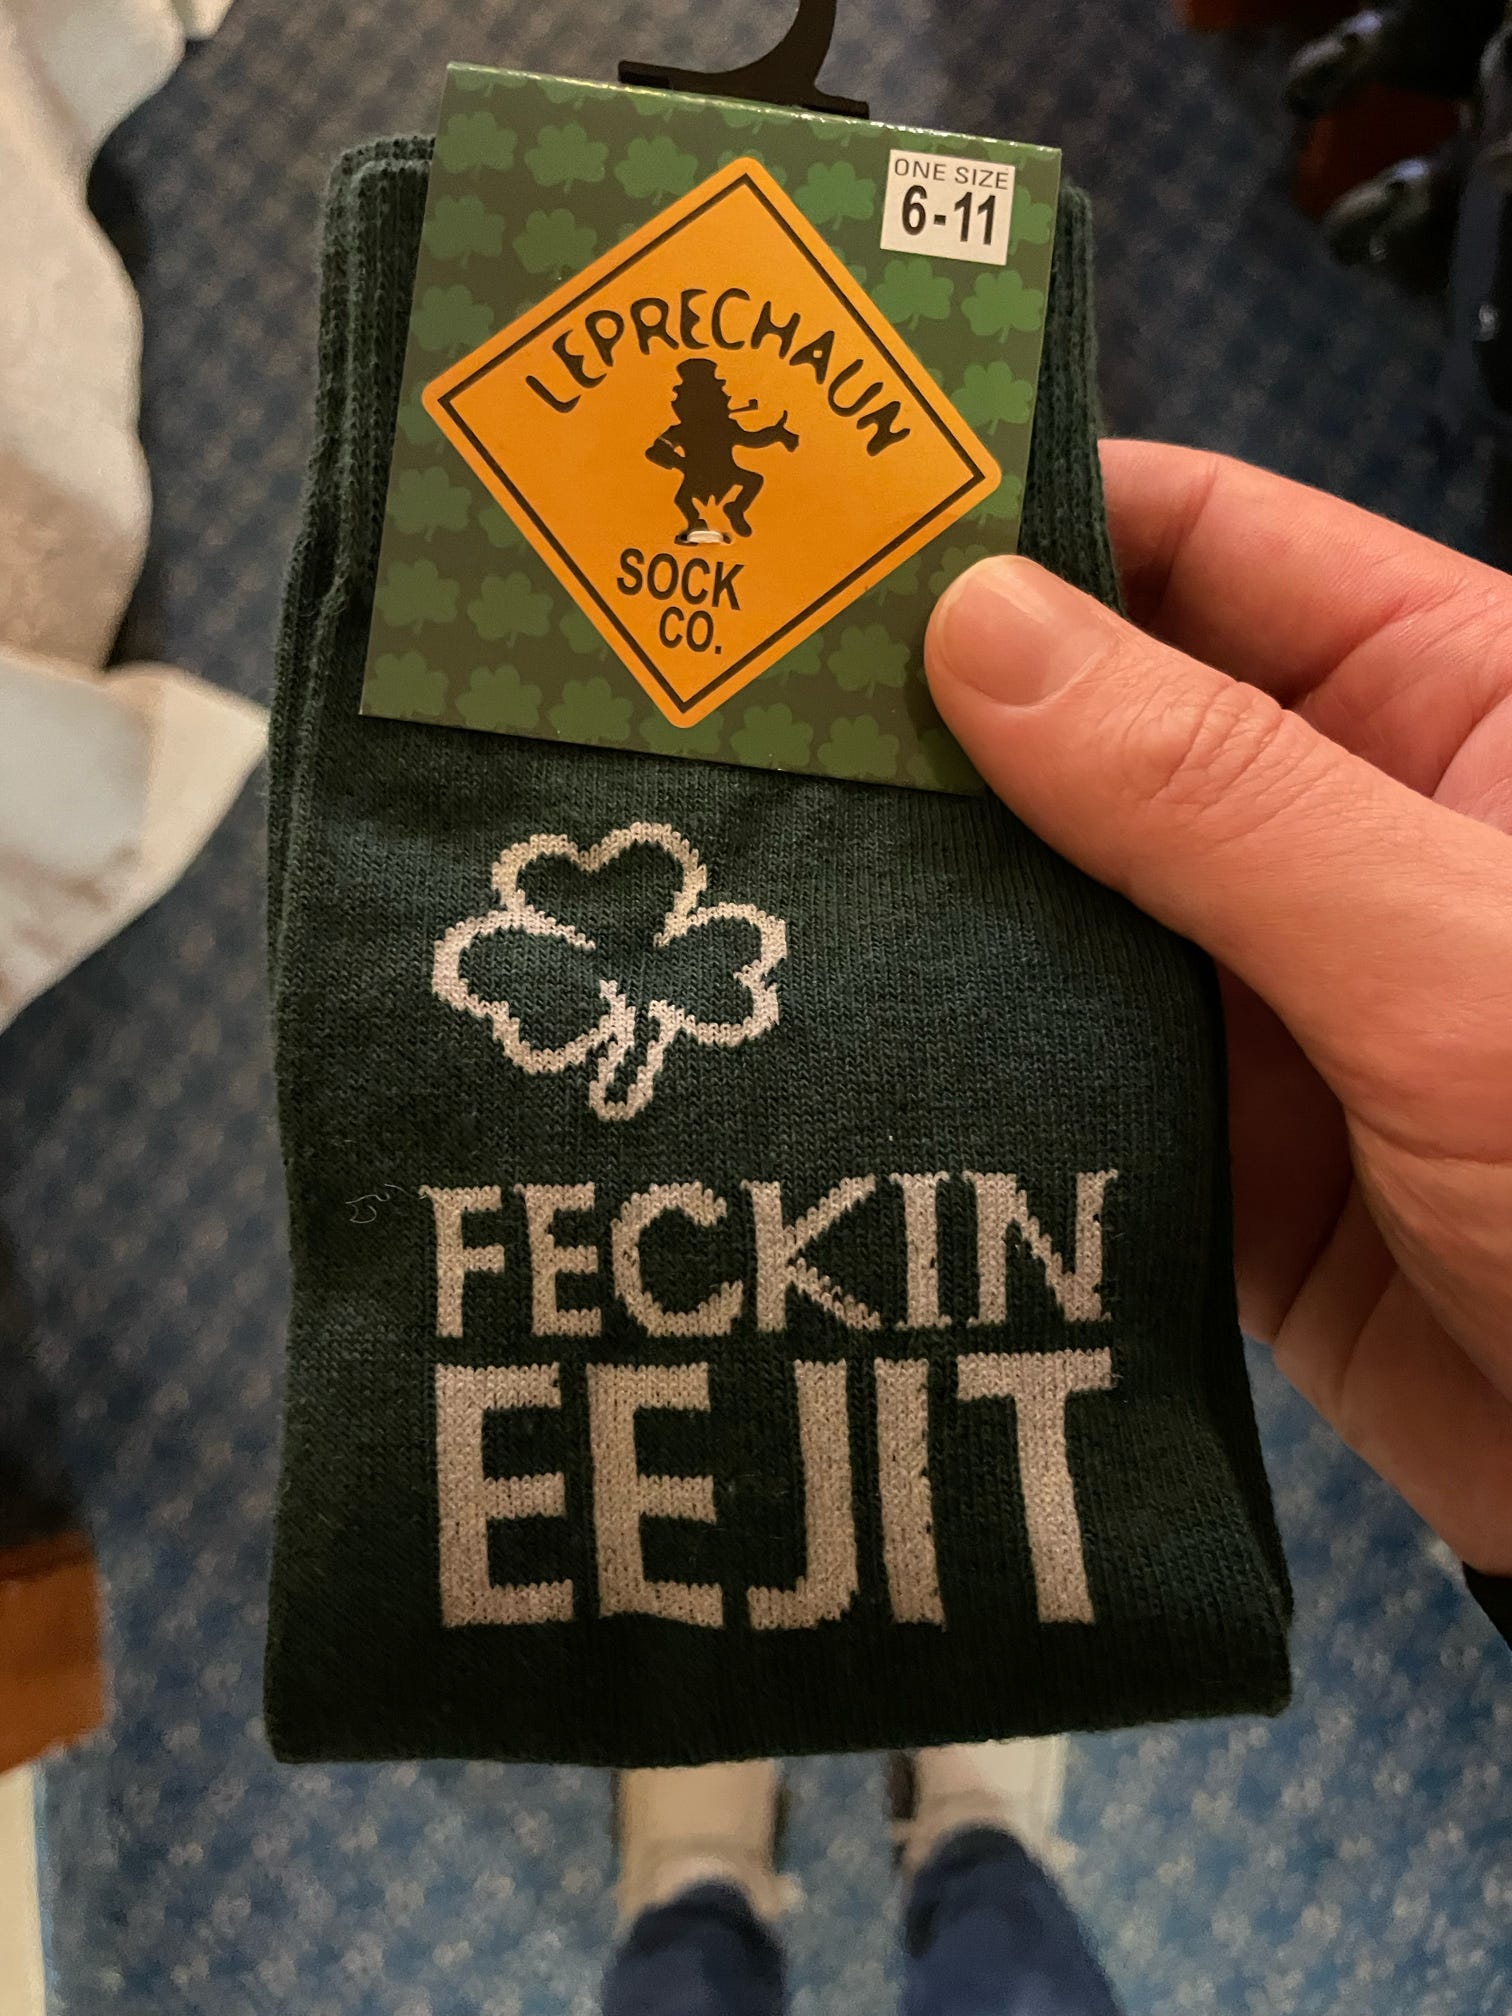 ONE SIZE
6-11
LEPRECHAUN
SOCK
CO.
FECKIN
EEJIT